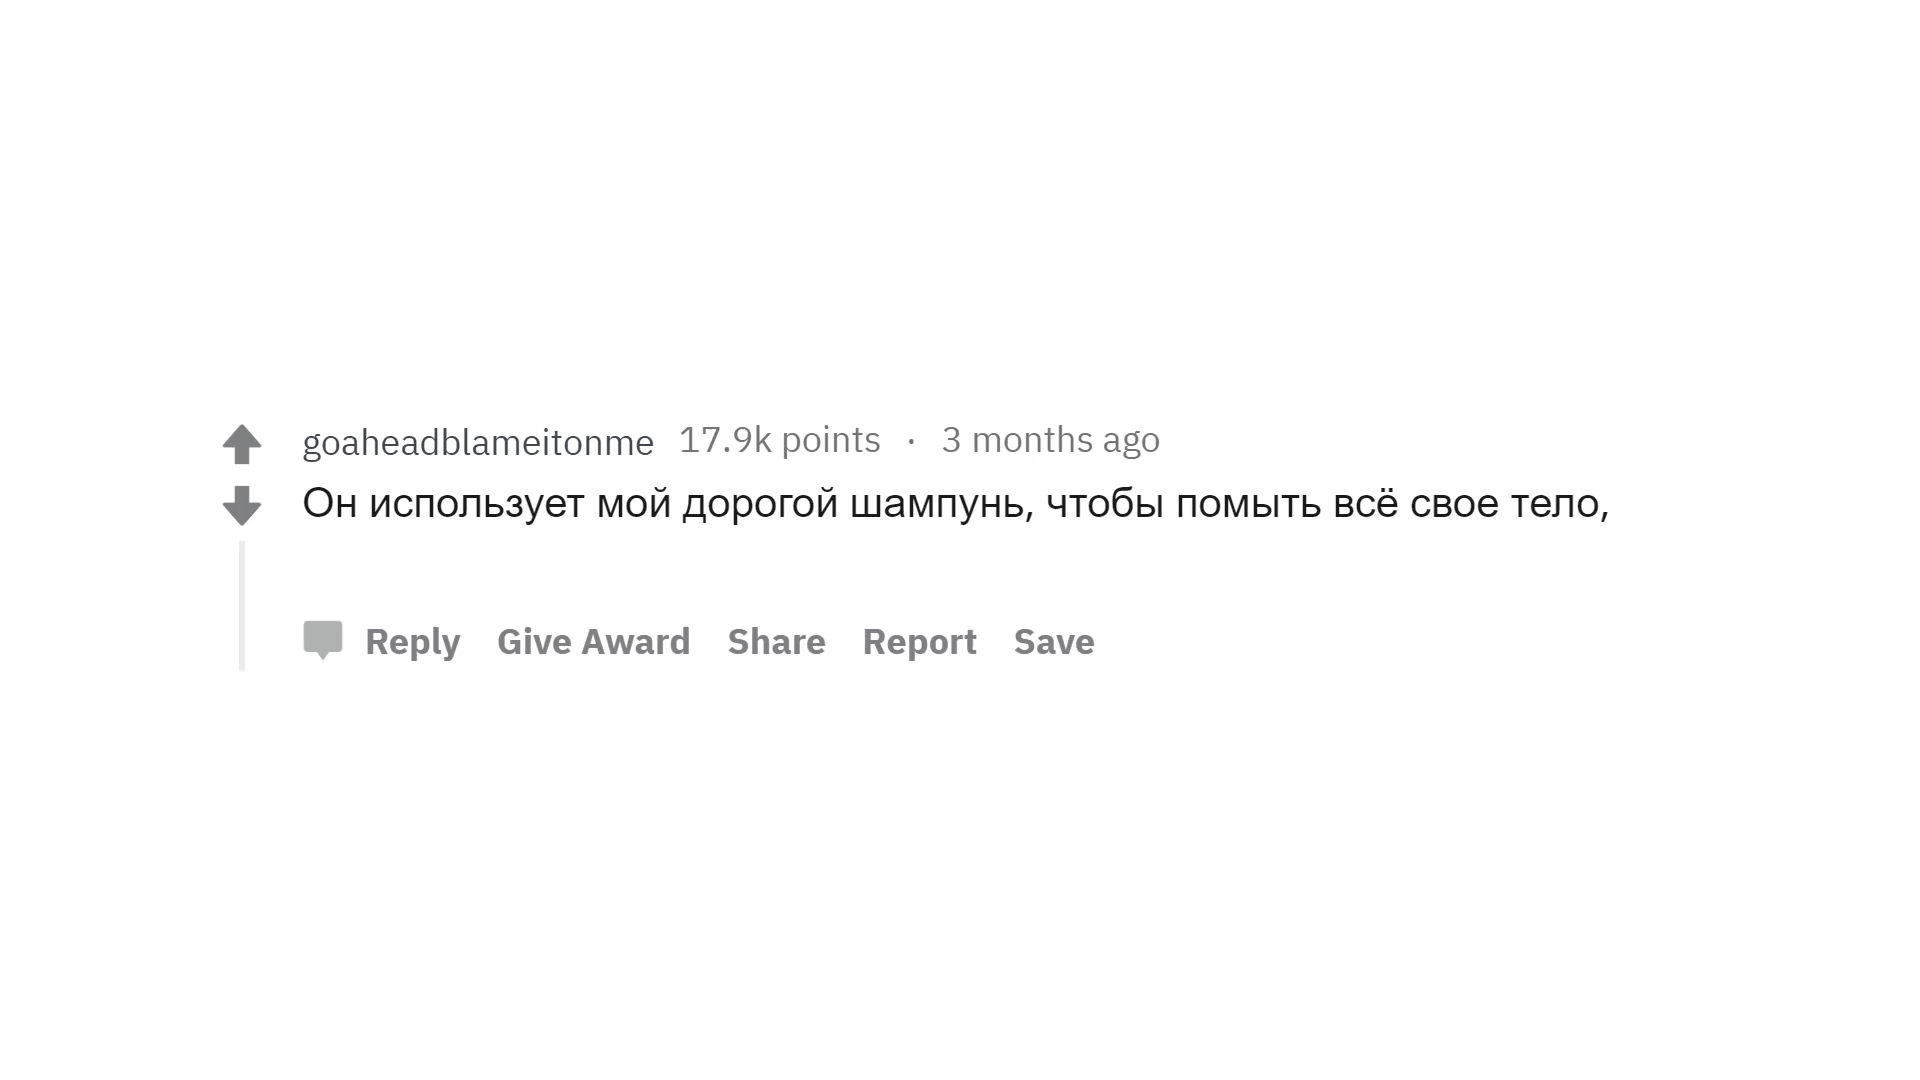 goaheadblameitonme 17.9k points · 3 months ago
Он использует мой дорогой шампунь, чтобы помыть всё свое тело,
Reply Give Award Share Report Save